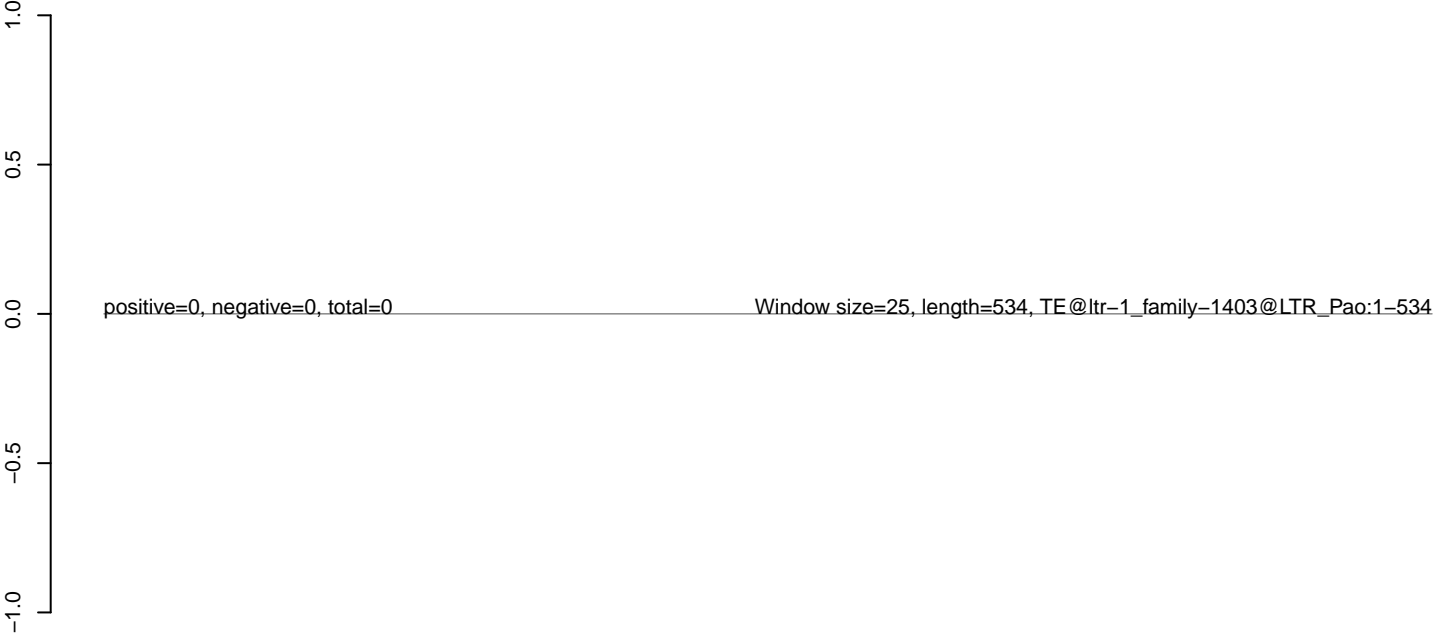 1.0
0.5
0.0
−0.5
−1.0
positive=0, negative=0, total=0
Window size=25, length=534, TE@ltr−1_family−1403@LTR_Pao:1−534